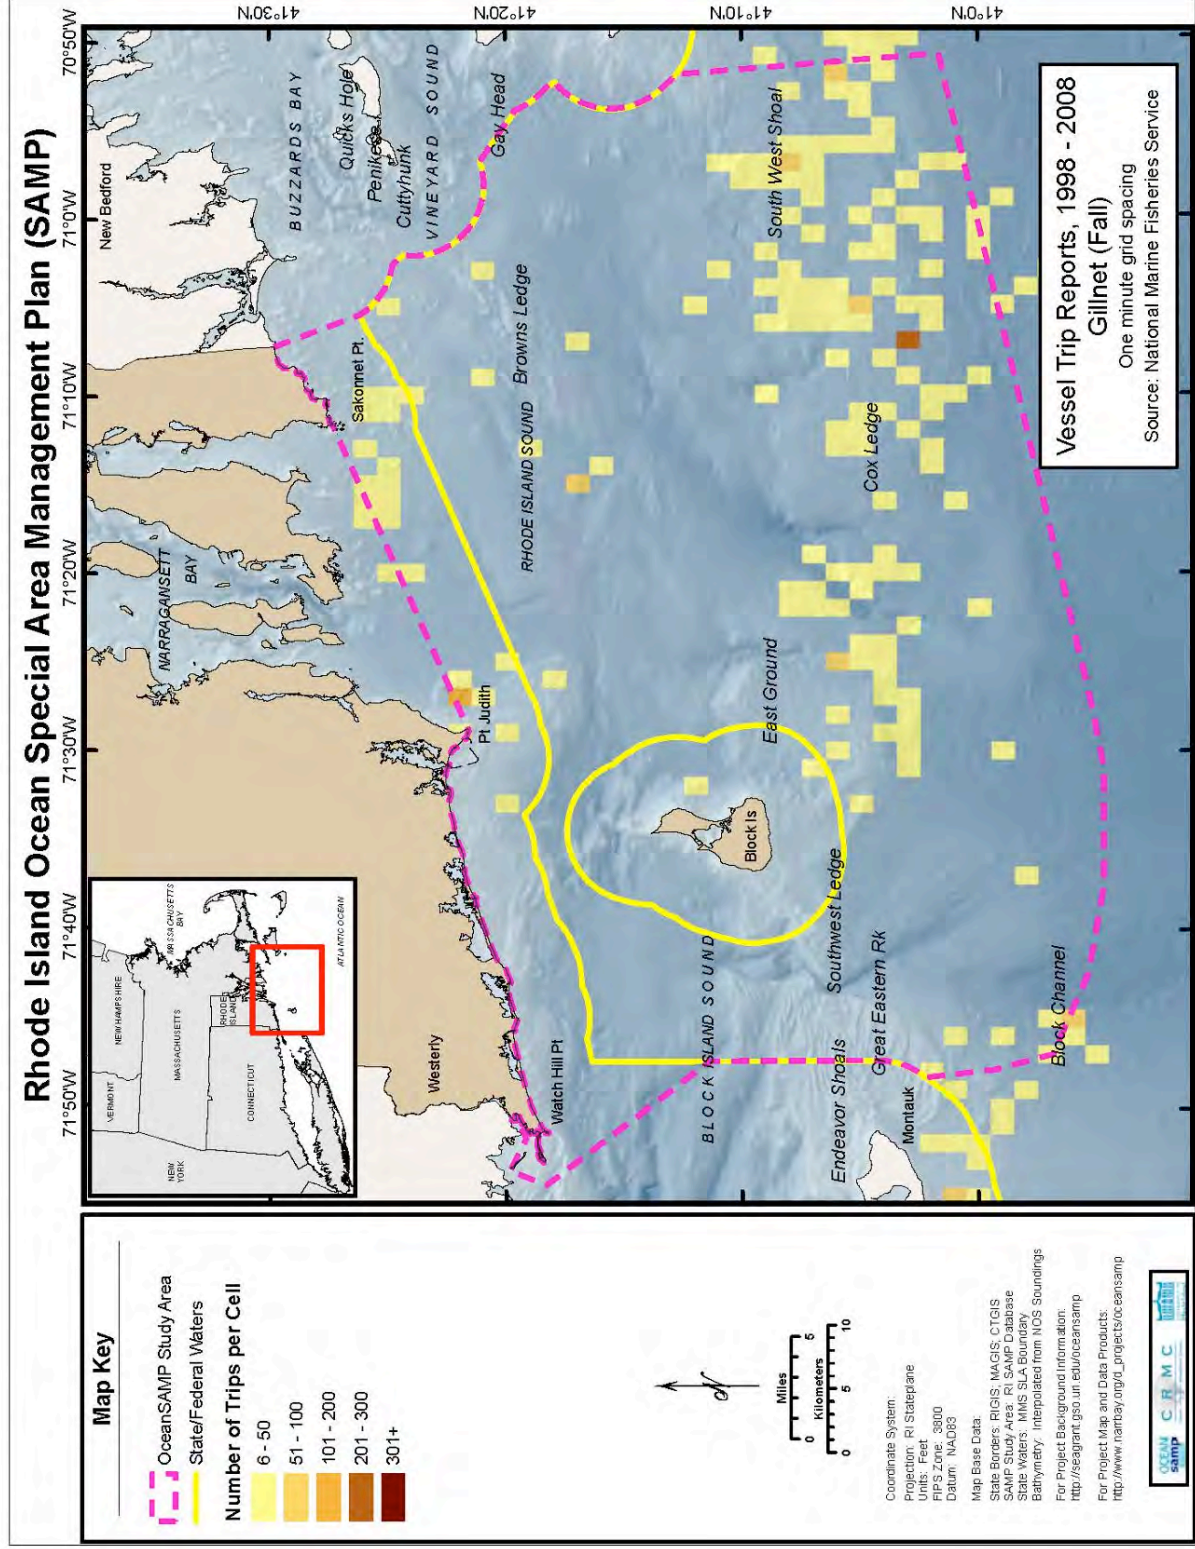 Rhode Island Ocean Special Area Management Plan (SAMP)
Map Key
OceanSAMP Study Area
State/Federal Waters
Number of Trips per Cell
6 - 50
51 - 100
101 - 200
201 - 300
301+
N
Miles
0
5
Kilometers
0
5
10
Coordinate System:
Projection: RI Stateplane
Units: Feet
FIPS Zone: 3800
Datum: NAD83
Map Base Data:
State Borders: RIGIS; MAGIS; CTGIS
SAMP Study Area: RI SAMP Database
State Waters: MMS SLA Boundary
Bathymetry: Interpolated from NOS Soundings
For Project Background Information:
http://seagrant.gso.uri.edu/oceansamp
For Project Map and Data Products:
http://www.narrbay.org/d_projects/oceansamp
OCEAN
samp
C R M C
71°50'W
71°40'W
71°30'W
71°20'W
71°10'W
71°0'W
70°50'W
41°30'N
41°20'N
41°10'N
41°0'N
VERMONT
NEW HAMPSHIRE
MASSACHUSETTS
BAY
NEW
YORK
MASSACHUSETTS
RHODE
ISLAND
CONNECTICUT
ATLANTIC OCEAN
New Bedford
NARRAGANSETT
BAY
BUZZARDS BAY
Quicks Hole
Penikese
Cuttyhunk
VINEYARD SOUND
Sakonnet Pt.
Westerly
Pt Judith
Gay Head
Browns Ledge
RHODE ISLAND SOUND
Watch Hill Pt
BLOCK ISLAND SOUND
Block Is
East Ground
South West Shoal
Endeavor Shoals
Southwest Ledge
Great Eastern Rk
Cox Ledge
Montauk
Block Channel
Vessel Trip Reports, 1998 - 2008
Gillnet (Fall)
One minute grid spacing
Source: National Marine Fisheries Service